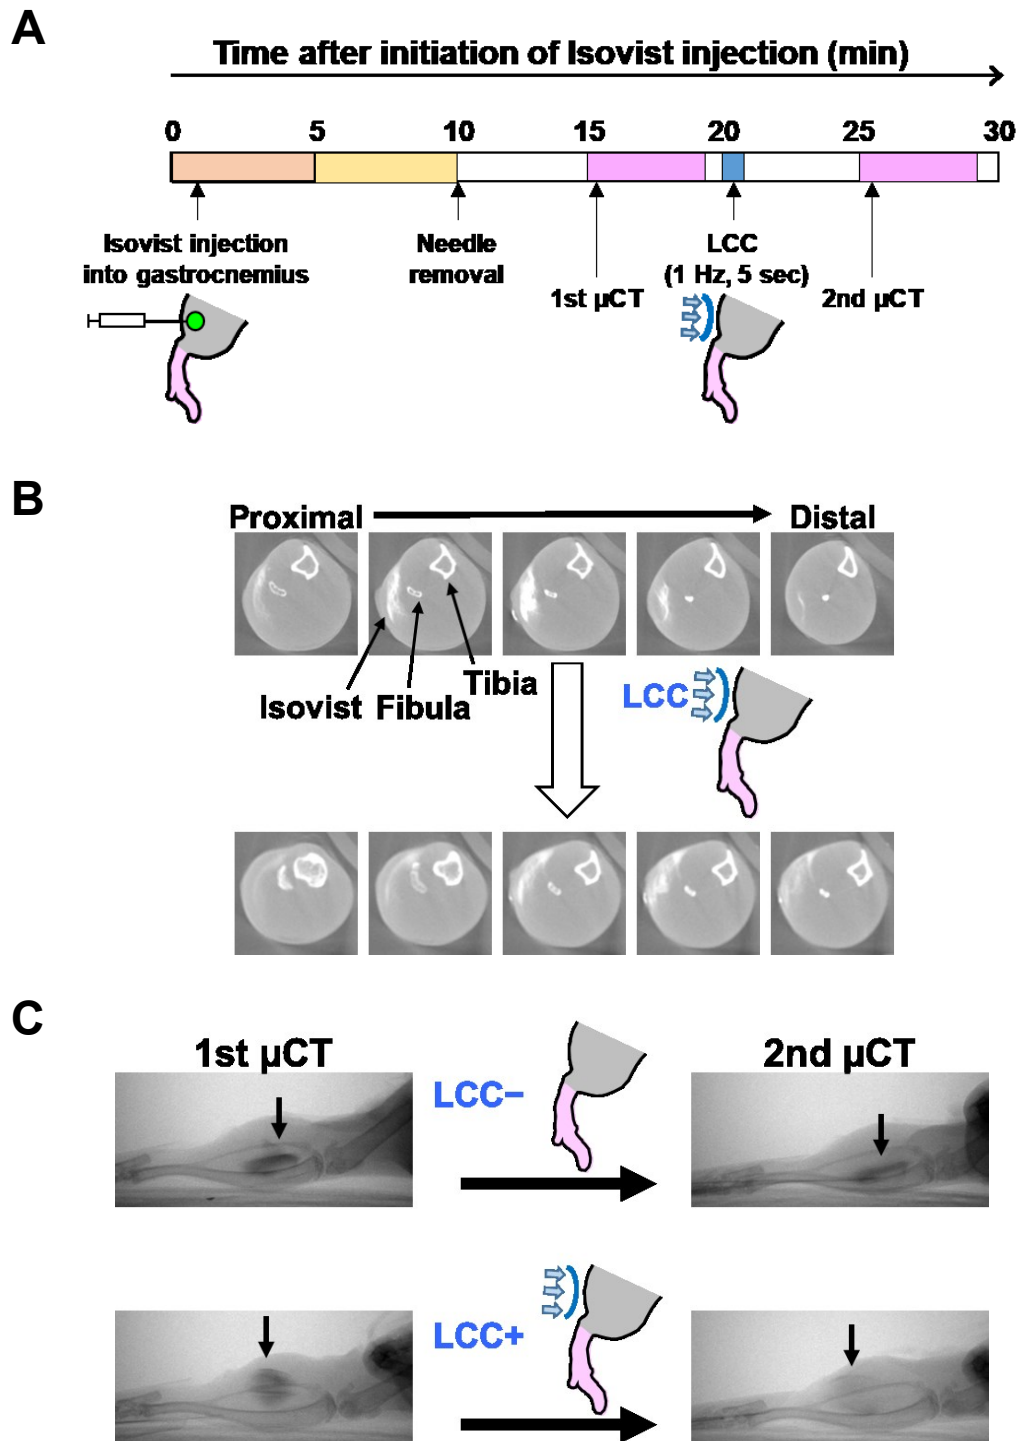 A
Time after initiation of Isovist injection (min)
0 5 10 15 20 25 30
Isovist injection
into gastrocnemius
Needle
removal
1st µCT
LCC
(1 Hz, 5 sec)
2nd µCT
B
Proximal Distal
Isovist Fibula Tibia
LCC
C
1st µCT 2nd µCT
LCC−
LCC+